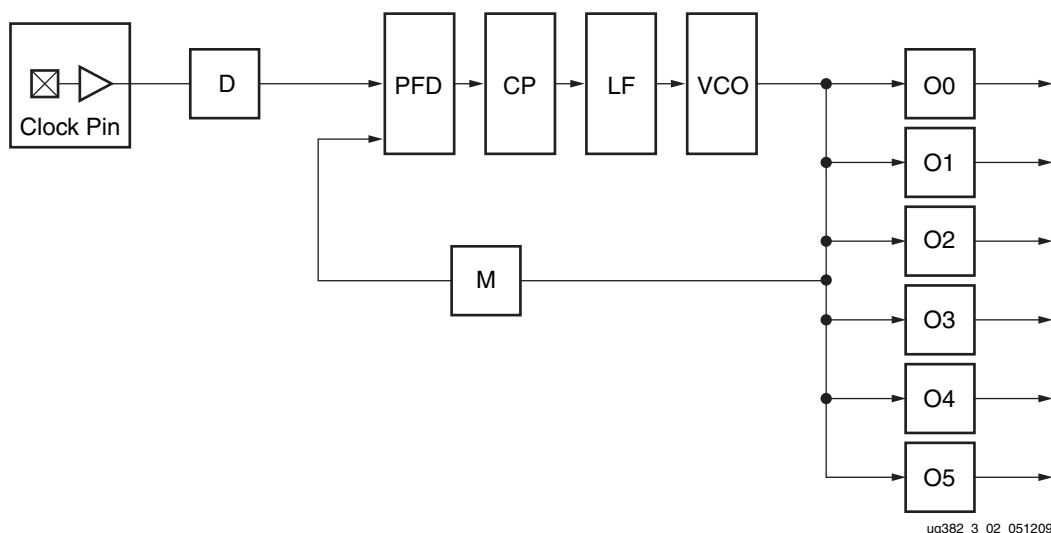 Clock Pin
D
PFD
CP
LF
VCO
O0
O1
O2
M
O3
O4
O5
ug382_3_02_051209